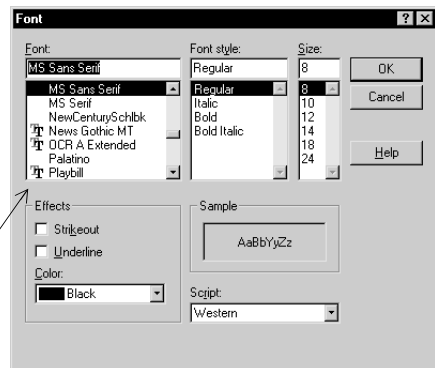 Font
? ×
Font:
Font style:
Size:
MS Sans Serif
Regular
8
OK
MS Sans Serif
MS Serif
NewCenturySchlbk
News Gothic MT
OCR A Extended
Palatino
Playbill
Regular
Italic
Bold
Bold Italic
8
10
12
14
18
24
Cancel
Help
Effects
Strikeout
Underline
Color:
Black
Sample
AaBbYyZz
Script:
Western